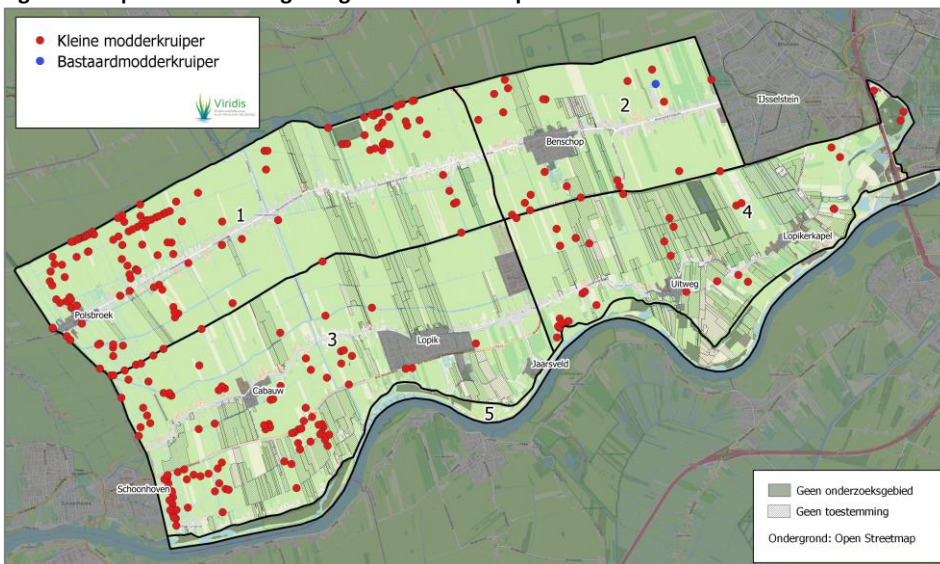 Kleine modderkruiper
Bastaardmodderkruiper
Viridis
IJsselstein
2
Benschop
1
4
Lopikerkapel
Uitweg
Polsbroek
3
Lopik
Jaarsveld
Cabauw
5
Schoonhoven
Geen onderzoeksgebied
Geen toestemming
Ondergrond: Open Streetmap